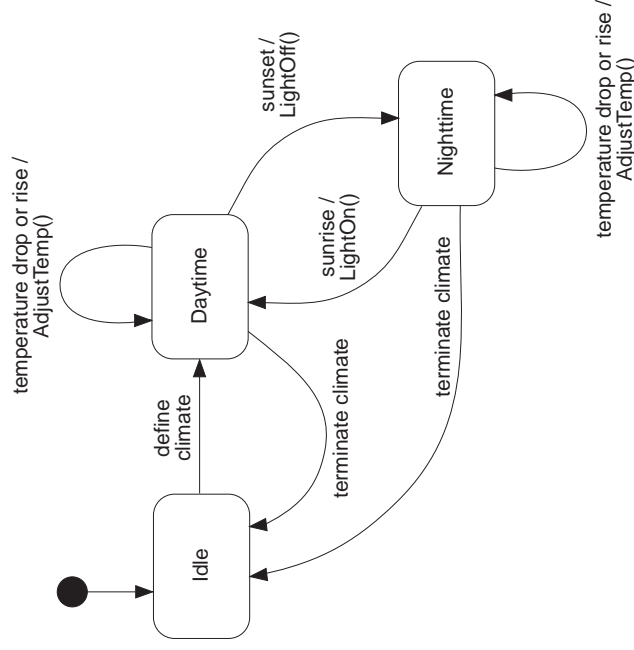 temperature drop or rise /
AdjustTemp()
define
climate
Idle
Daytime
sunset /
LightOff()
sunrise /
LightOn()
terminate climate
terminate climate
Nighttime
temperature drop or rise /
AdjustTemp()